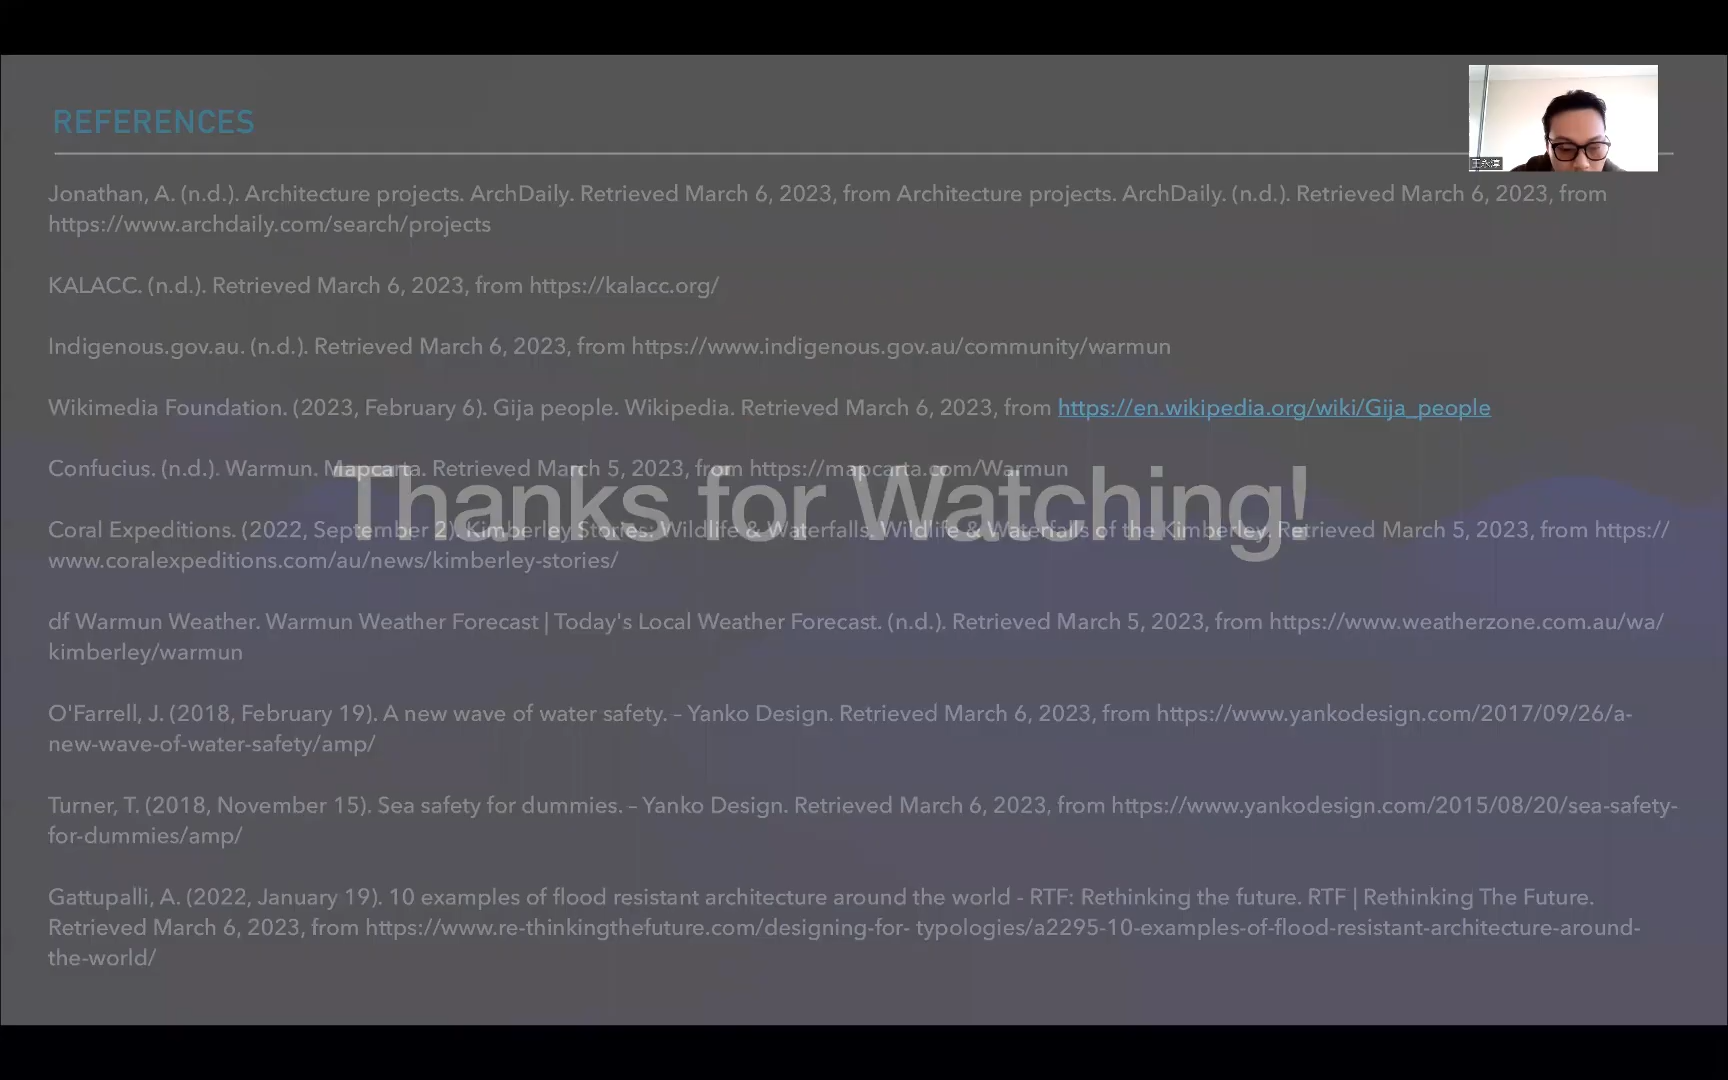 REFERENCES
王永淳
Jonathan, A. (n.d.). Architecture projects. ArchDaily. Retrieved March 6, 2023, from Architecture projects. ArchDaily. (n.d.). Retrieved March 6, 2023, from
https://www.archdaily.com/search/projects
KALACC. (n.d.). Retrieved March 6, 2023, from https://kalacc.org/
Indigenous.gov.au. (n.d.). Retrieved March 6, 2023, from https://www.indigenous.gov.au/community/warmun
Wikimedia Foundation. (2023, February 6). Gija people. Wikipedia. Retrieved March 6, 2023, from https://en.wikipedia.org/wiki/Gija_people
Confucius. (n.d.). Warmun. Mapcarta. Retrieved March 5, 2023, from https://mapcarta.com/Warmun
Thanks for Watching!
Coral Expeditions. (2022, September 2). Kimberley Stories: Wildlife & Waterfalls. Wildlife & Waterfalls of the Kimberley. Retrieved March 5, 2023, from https://
www.coralexpeditions.com/au/news/kimberley-stories/
df Warmun Weather. Warmun Weather Forecast | Today's Local Weather Forecast. (n.d.). Retrieved March 5, 2023, from https://www.weatherzone.com.au/wa/
kimberley/warmun
O'Farrell, J. (2018, February 19). A new wave of water safety. – Yanko Design. Retrieved March 6, 2023, from https://www.yankodesign.com/2017/09/26/a-
new-wave-of-water-safety/amp/
Turner, T. (2018, November 15). Sea safety for dummies. – Yanko Design. Retrieved March 6, 2023, from https://www.yankodesign.com/2015/08/20/sea-safety-
for-dummies/amp/
Gattupalli, A. (2022, January 19). 10 examples of flood resistant architecture around the world - RTF: Rethinking the future. RTF | Rethinking The Future.
Retrieved March 6, 2023, from https://www.re-thinkingthefuture.com/designing-for- typologies/a2295-10-examples-of-flood-resistant-architecture-around-
the-world/